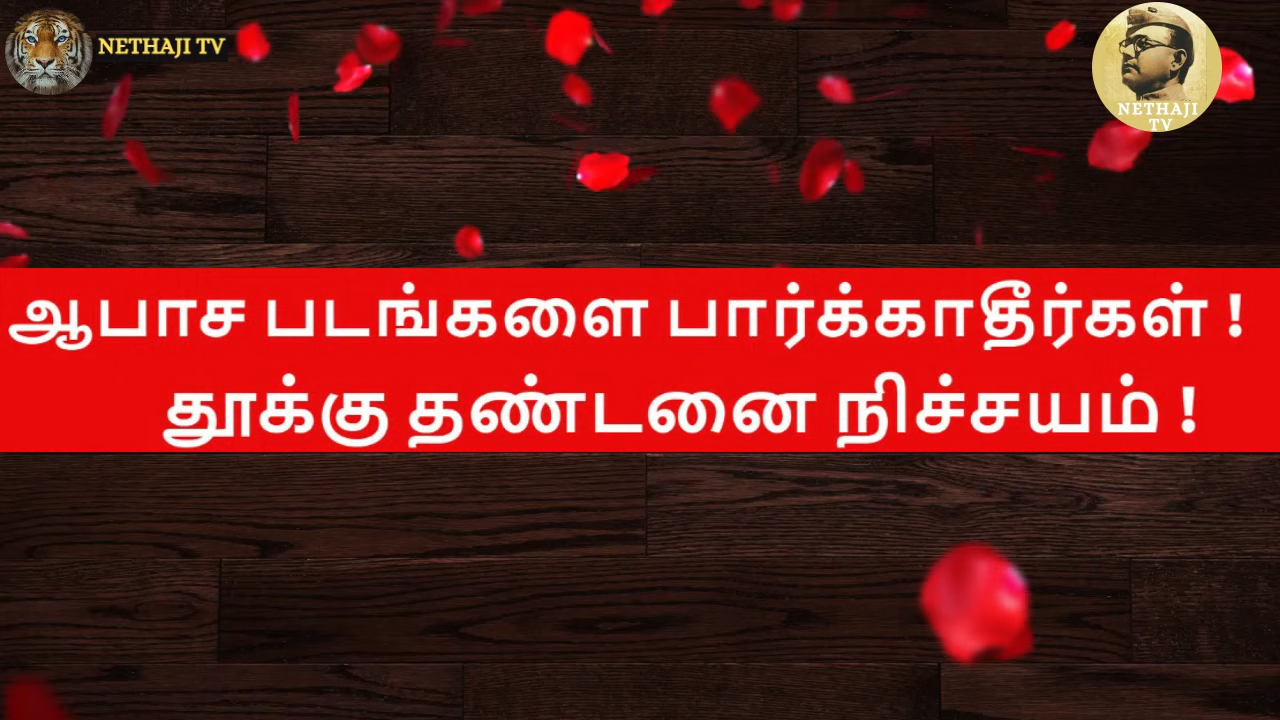 NETHAJI TV
NETHAJI
TV
ஆபாச படங்களை பார்க்காதீர்கள் !
தூக்கு தண்டனை நிச்சயம் !